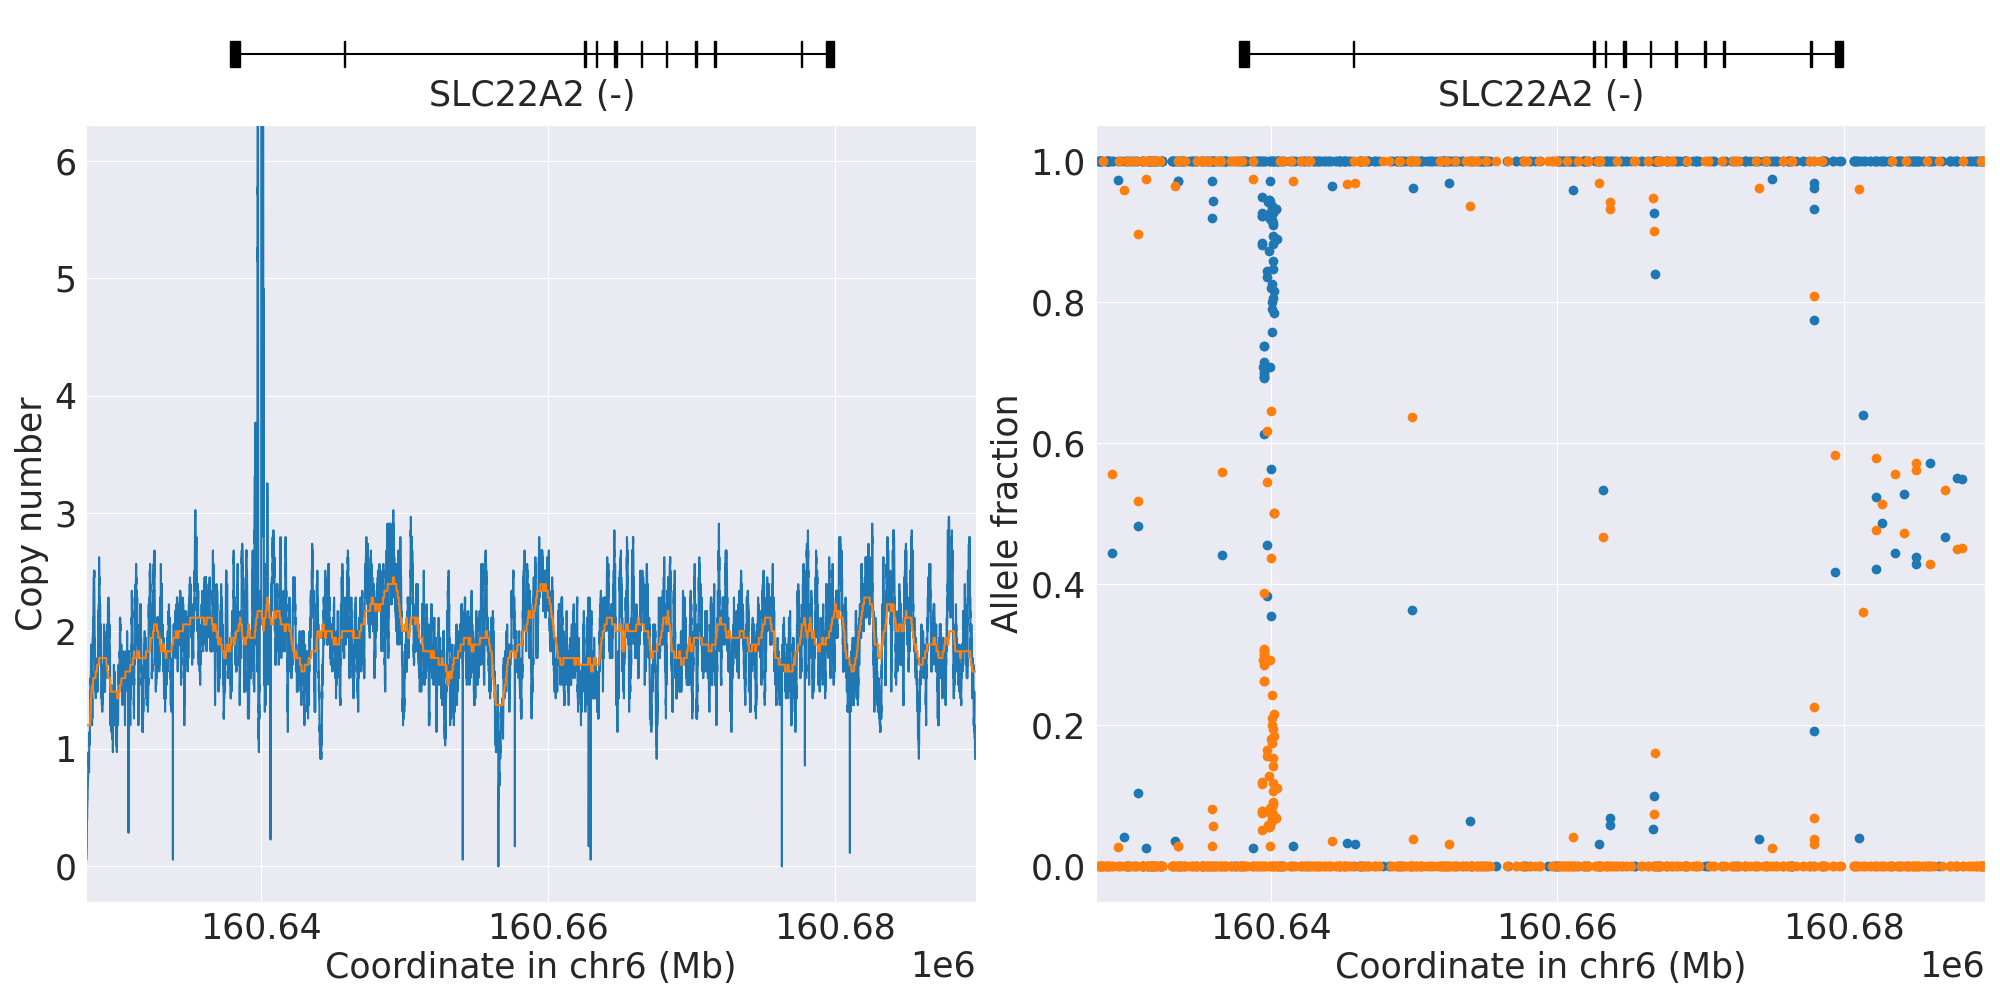 SLC22A2 (-)
6
5
4
3
2
1
0
Copy number
160.64
160.66
160.68
Coordinate in chr6 (Mb)
1e6
SLC22A2 (-)
1.0
0.8
0.6
0.4
0.2
0.0
Allele fraction
160.64
160.66
160.68
Coordinate in chr6 (Mb)
1e6